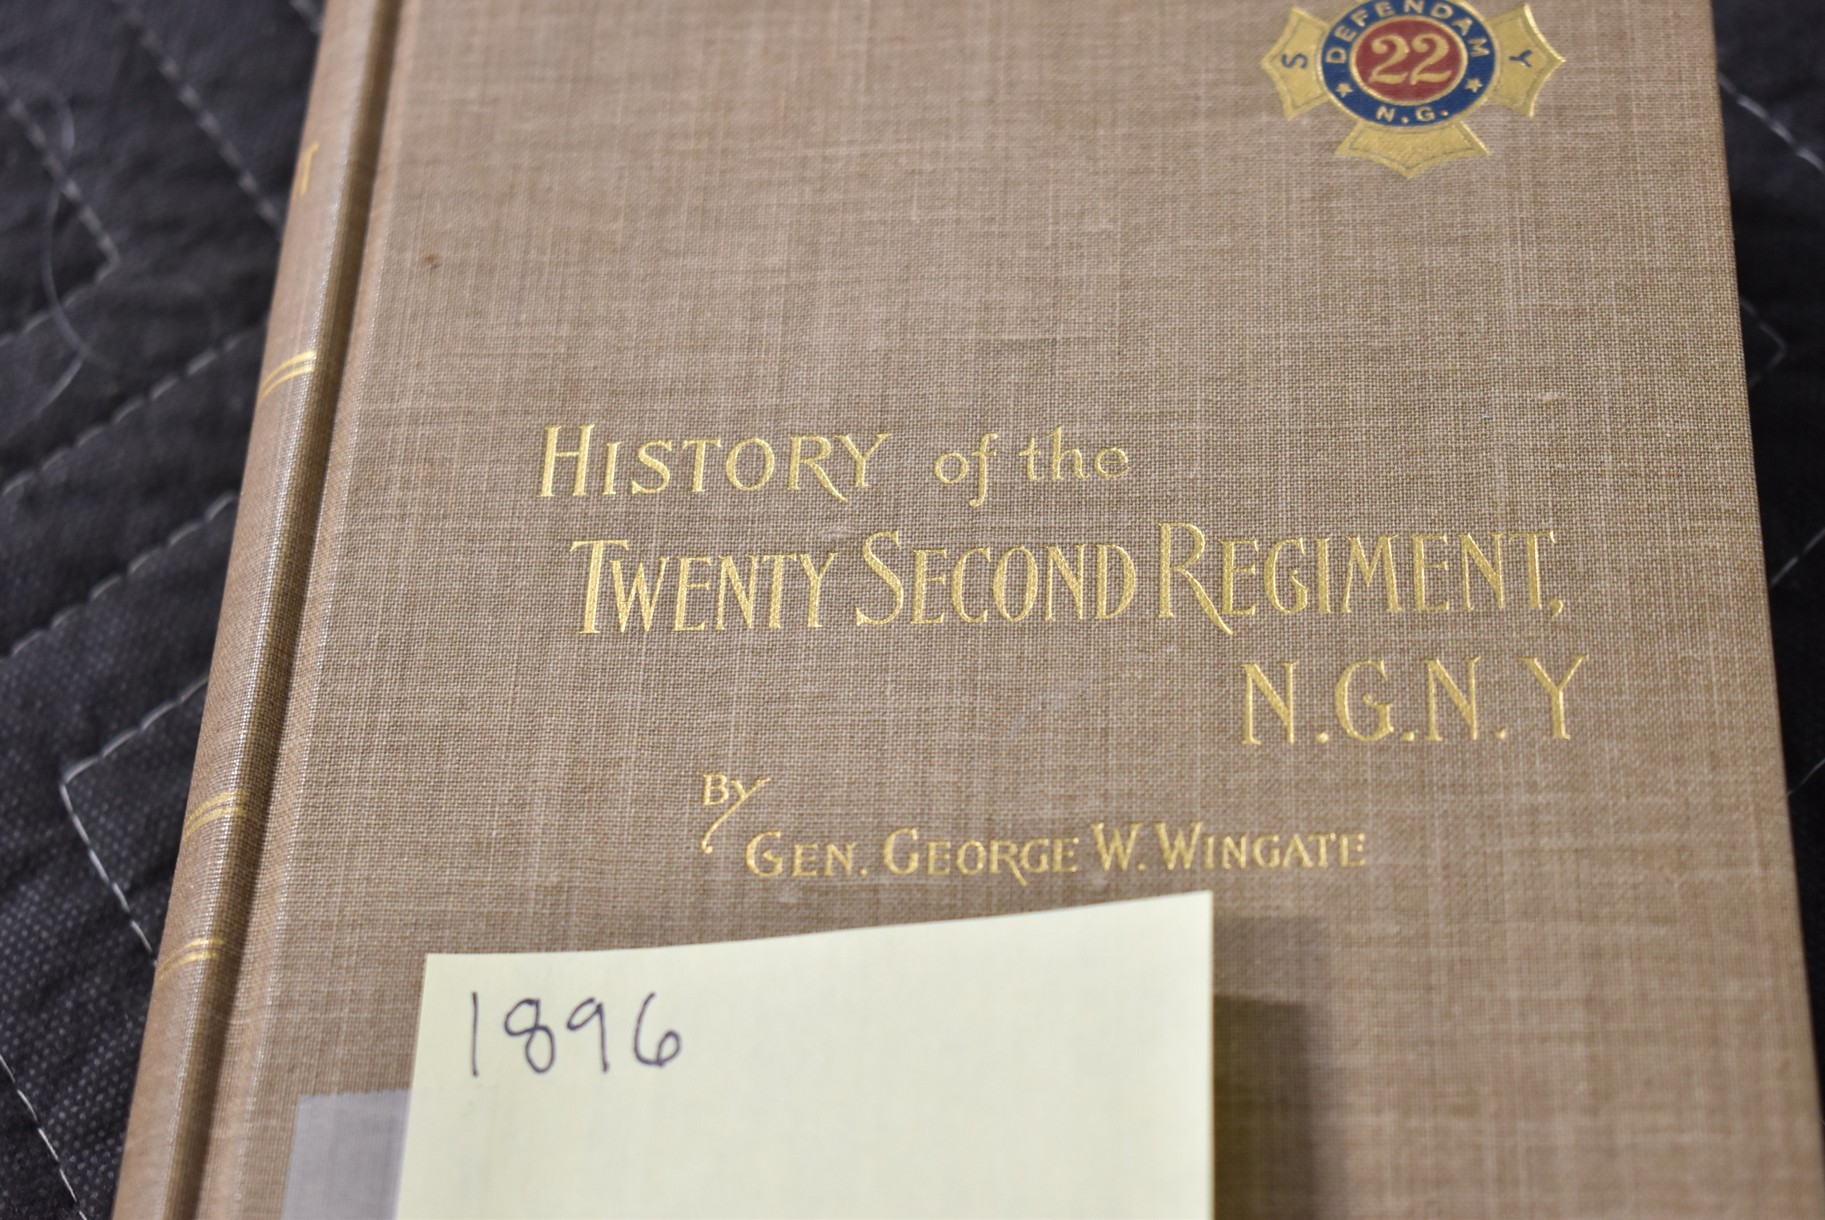 DEFENDAM
S 22 Y
N.G.
T
HISTORY of the
TWENTY SECOND REGIMENT,
N.G.N.Y
By
GEN. GEORGE W. WINGATE
1896